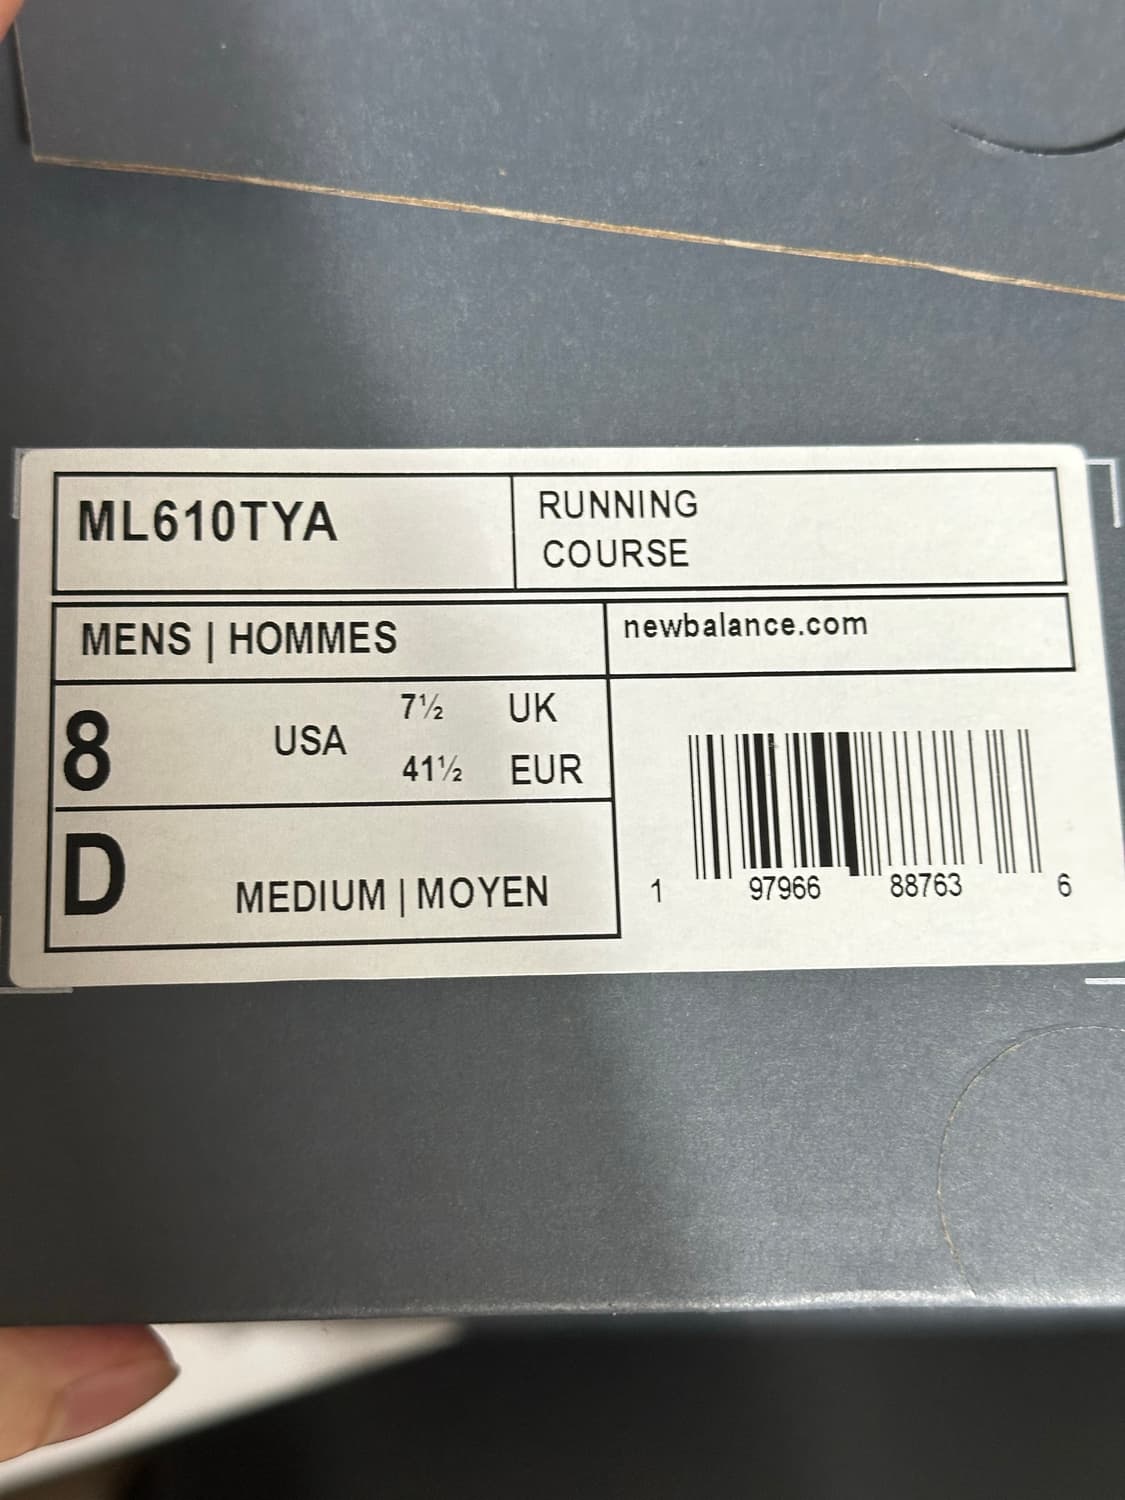 ML610TYA
RUNNING
COURSE
MENS | HOMMES
newbalance.com
8 USA 7½ UK
41½ EUR
D MEDIUM | MOYEN
1 97966 88763 6